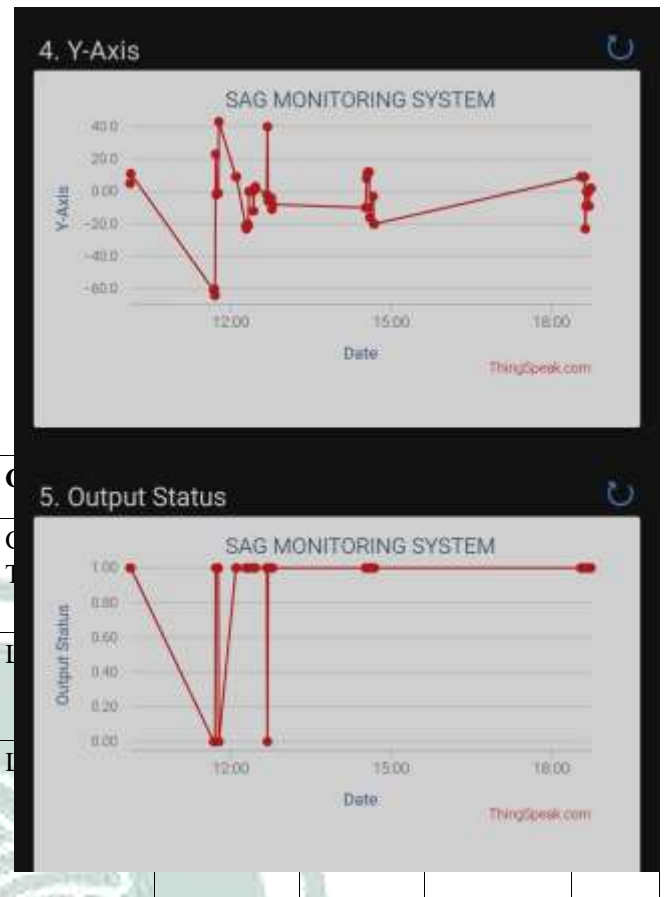 4. Y-Axis
SAG MONITORING SYSTEM
Y-Axis
40.0
20.0
0.00
-20.0
-40.0
-60.0
12:00
15:00
18:00
Date
ThingSpeak.com
5. Output Status
SAG MONITORING SYSTEM
Output Status
1.00
0.80
0.60
0.40
0.20
0.00
12:00
15:00
18:00
Date
ThingSpeak.com